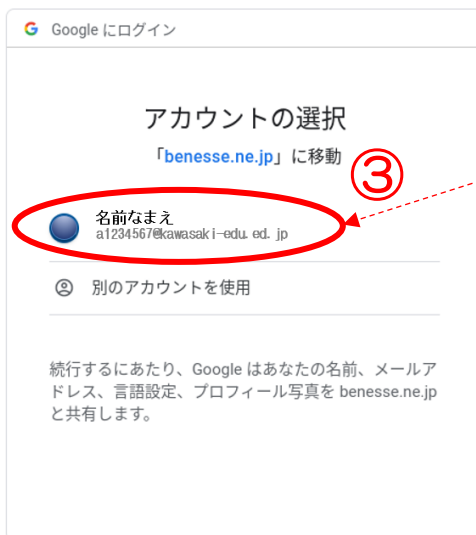 Google にログイン
アカウントの選択
「benesse.ne.jp」に移動
③
名前なまえ
a1234567@kawasaki-edu.ed.jp
別のアカウントを使用
続行するにあたり、Google はあなたの名前、メールア
ドレス、言語設定、プロフィール写真を benesse.ne.jp
と共有します。